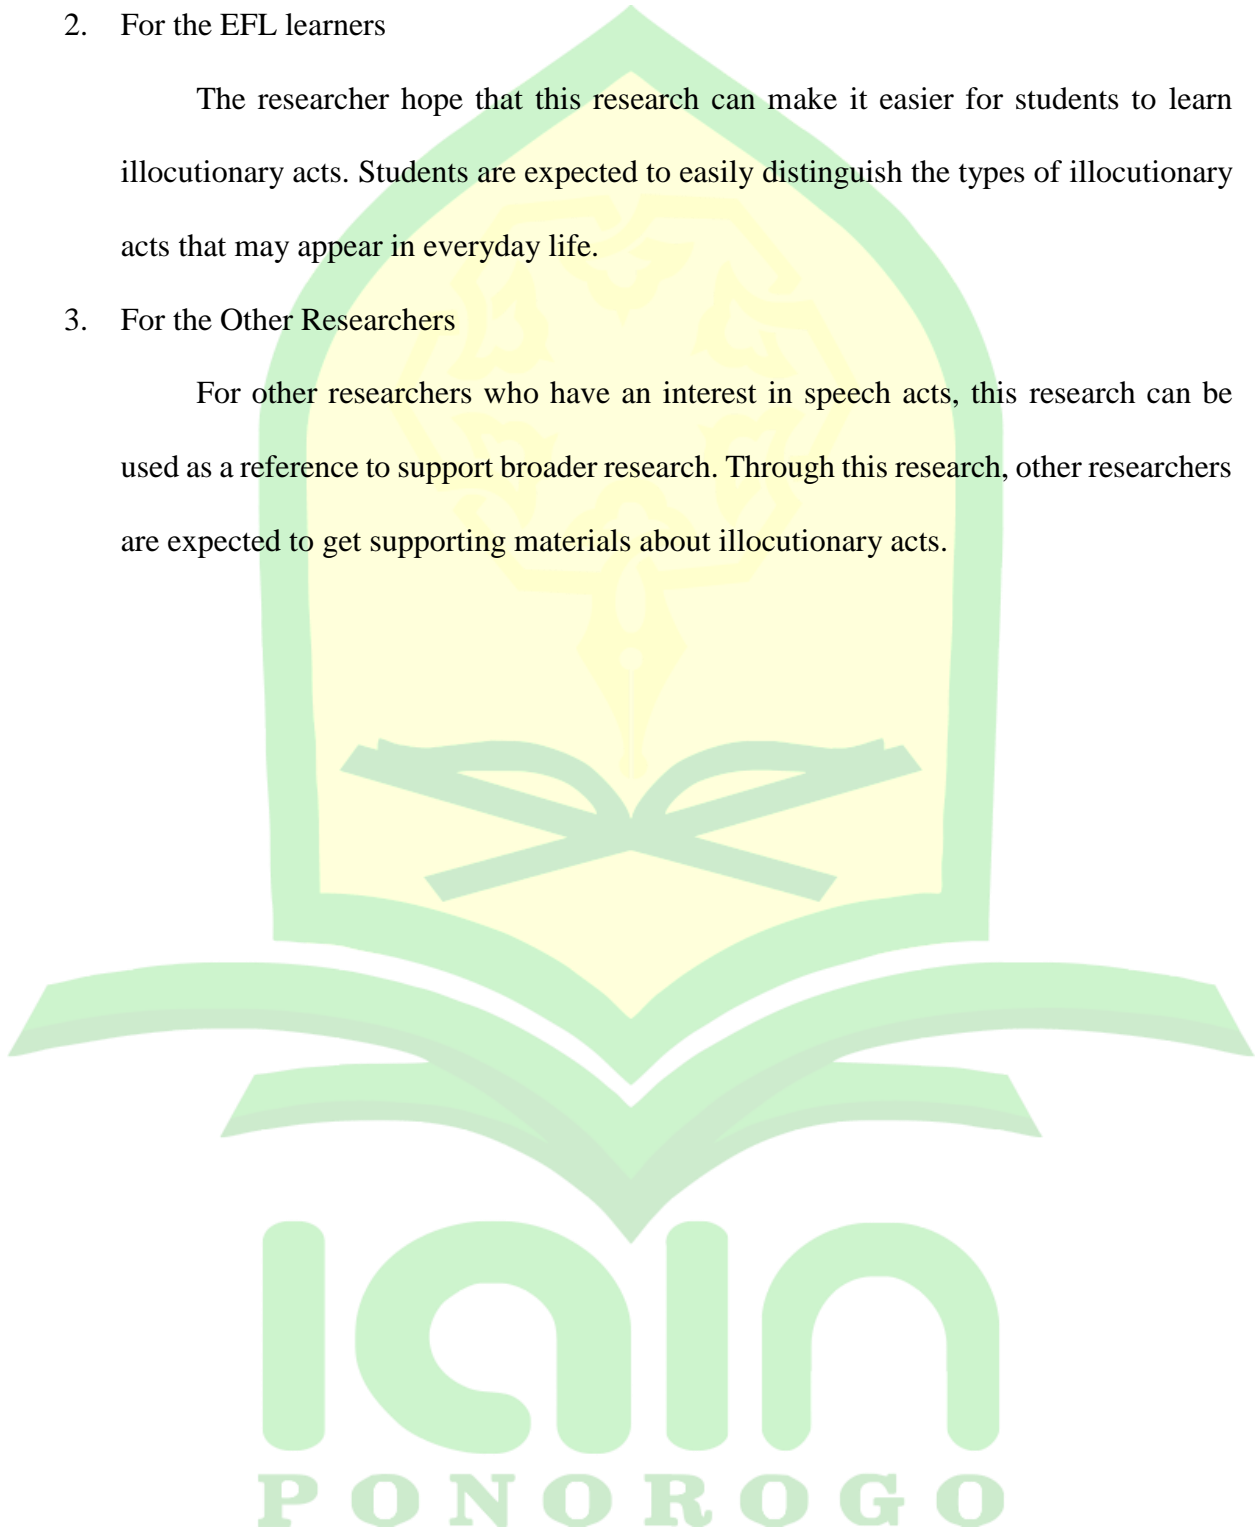 2. For the EFL learners
The researcher hope that this research can make it easier for students to learn
illocutionary acts. Students are expected to easily distinguish the types of illocutionary
acts that may appear in everyday life.
3. For the Other Researchers
For other researchers who have an interest in speech acts, this research can be
used as a reference to support broader research. Through this research, other researchers
are expected to get supporting materials about illocutionary acts.
iain
PONOROGO